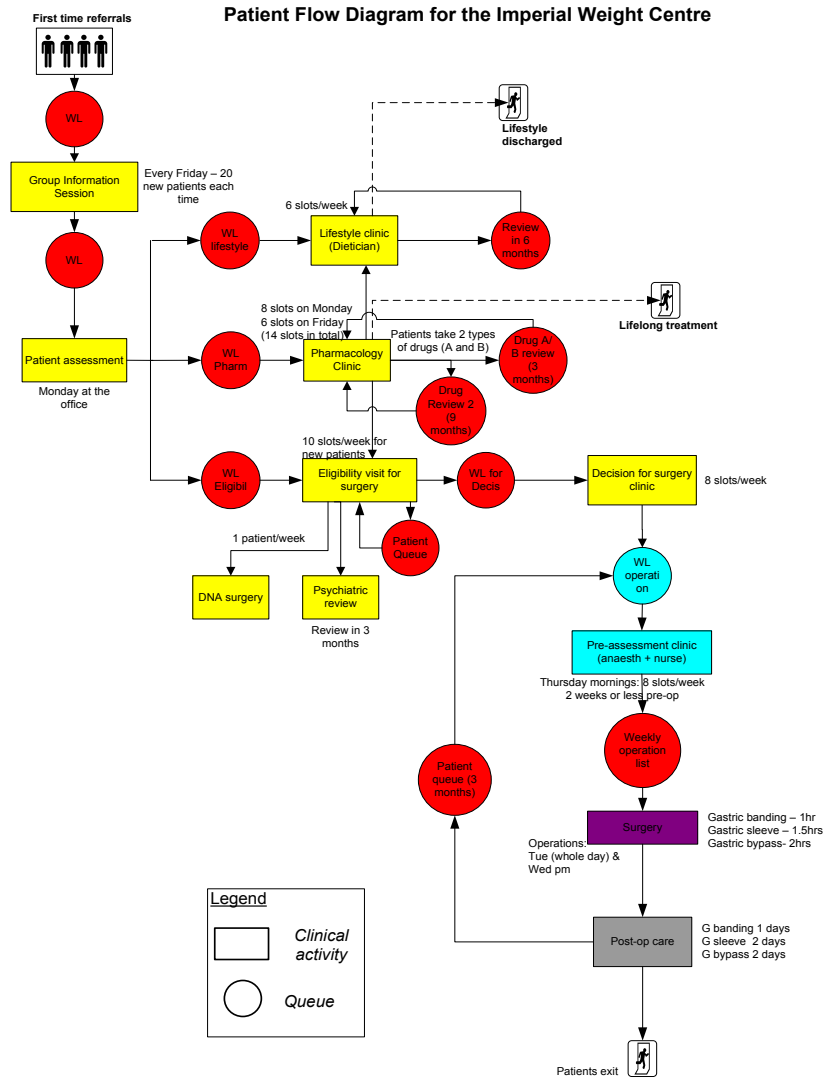 Patient Flow Diagram for the Imperial Weight Centre
First time referrals
WL
Group Information
Session
Every Friday – 20
new patients each
time
WL
Patient assessment
Monday at the
office
Lifestyle
discharged
6 slots/week
WL
lifestyle
Lifestyle clinic
(Dietician)
Review
in 6
months
Lifelong treatment
8 slots on Monday
6 slots on Friday
(14 slots in total)
Patients take 2 types
of drugs (A and B)
WL
Pharm
Pharmacology
Clinic
Drug A/
B review
(3
months)
Drug
Review 2
(9
months)
10 slots/week for
new patients
WL
Eligibil
Eligibility visit for
surgery
WL for
Decis
Decision for surgery
clinic
8 slots/week
Patient
Queue
1 patient/week
DNA surgery
Psychiatric
review
Review in 3
months
WL
operati
on
Pre-assessment clinic
(anaesth + nurse)
Thursday mornings: 8 slots/week
2 weeks or less pre-op
Weekly
operation
list
Patient
queue (3
months)
Surgery
Gastric banding – 1hr
Gastric sleeve – 1.5hrs
Gastric bypass- 2hrs
Operations:
Tue (whole day) &
Wed pm
Post-op care
G banding 1 days
G sleeve 2 days
G bypass 2 days
Legend
Clinical
activity
Queue
Patients exit